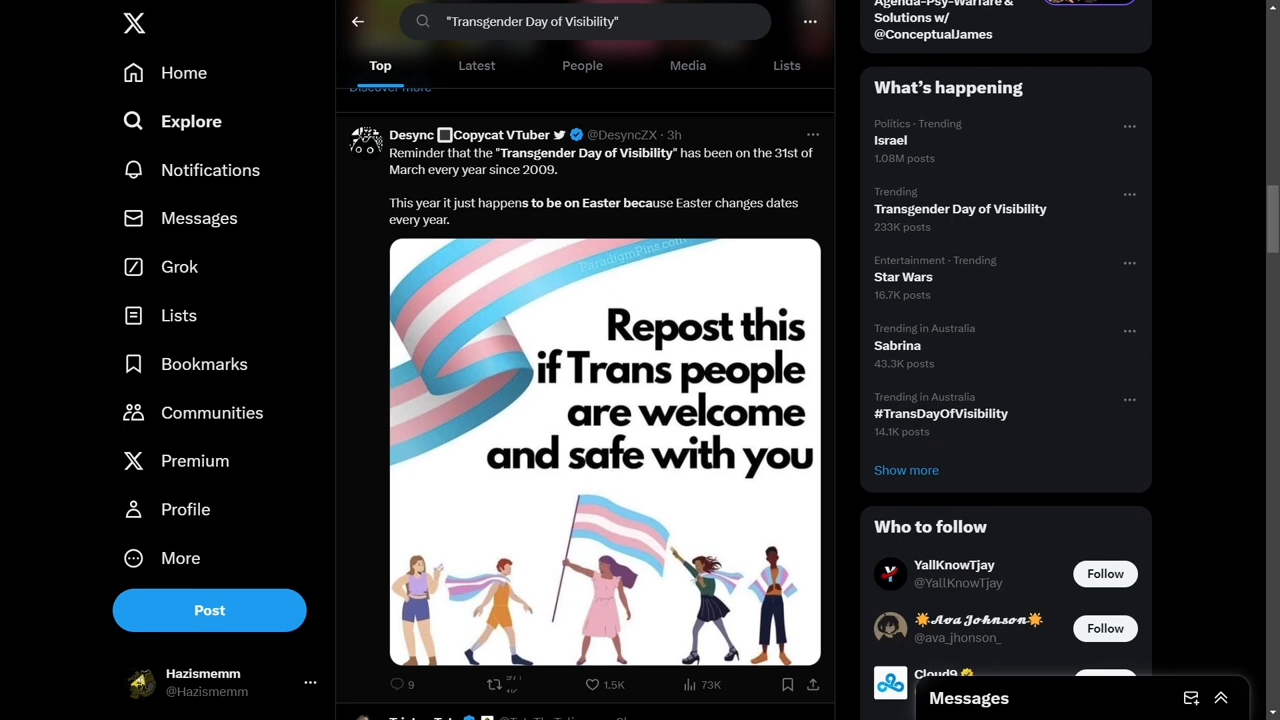 Home
Explore
Notifications
Messages
Grok
Lists
Bookmarks
Communities
Premium
Profile
More
Post
Hazismemm
@Hazismemm
"Transgender Day of Visibility"
Top Latest People Media Lists
Discover more
Desync Copycat VTuber @DesyncZX · 3h
Reminder that the "Transgender Day of Visibility" has been on the 31st of
March every year since 2009.
This year it just happens to be on Easter because Easter changes dates
every year.
ParadigmPins.com
Repost this
if Trans people
are welcome
and safe with you
9 1.5K 73K
Agenda-Psy-Warfare &
Solutions w/
@ConceptualJames
What's happening
Politics · Trending
Israel
1.08M posts
Trending
Transgender Day of Visibility
233K posts
Entertainment · Trending
Star Wars
16.7K posts
Trending in Australia
Sabrina
43.3K posts
Trending in Australia
#TransDayOfVisibility
14.1K posts
Show more
Who to follow
YallKnowTjay
@YallKnowTjay
Follow
𝓐𝓿𝓪 𝓙𝓸𝓱𝓷𝓼𝓸𝓷
@ava_jhonson_
Follow
Cloud9
Messages